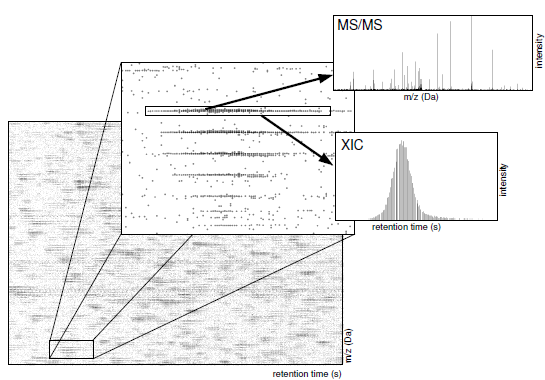 MS/MS
intensity
m/z (Da)
XIC
intensity
retention time (s)
m/z (Da)
retention time (s)